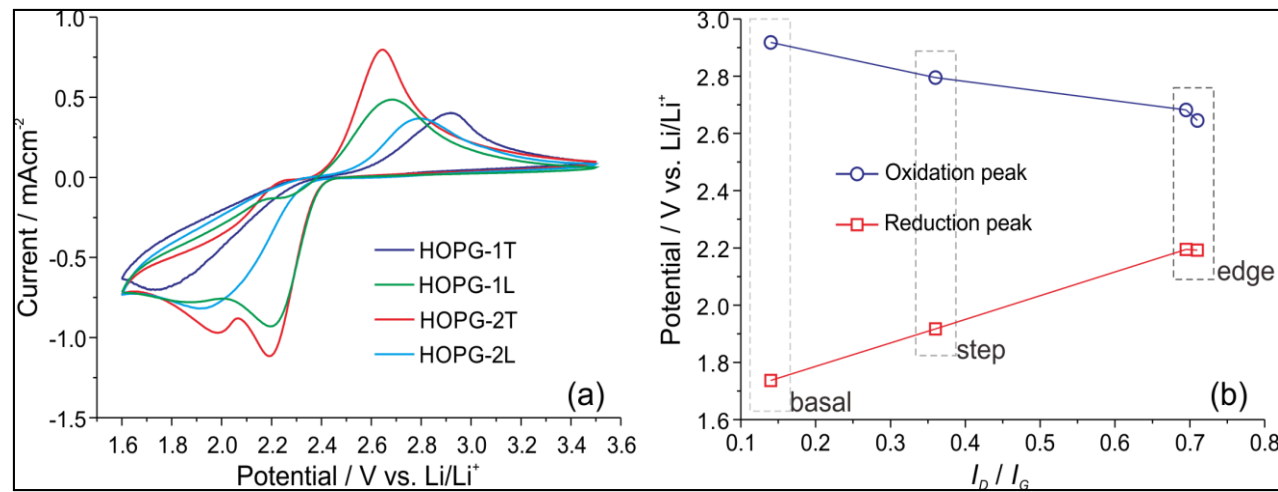 1.0
0.5
0.0
-0.5
-1.0
-1.5
Current / mAcm⁻²
HOPG-1T
HOPG-1L
HOPG-2T
HOPG-2L
(a)
1.6 1.8 2.0 2.2 2.4 2.6 2.8 3.0 3.2 3.4 3.6
Potential / V vs. Li/Li⁺
3.0
2.8
2.6
2.4
2.2
2.0
1.8
1.6
Potential / V vs. Li/Li⁺
Oxidation peak
Reduction peak
edge
step
basal
(b)
0.1 0.2 0.3 0.4 0.5 0.6 0.7 0.8
I_D / I_G